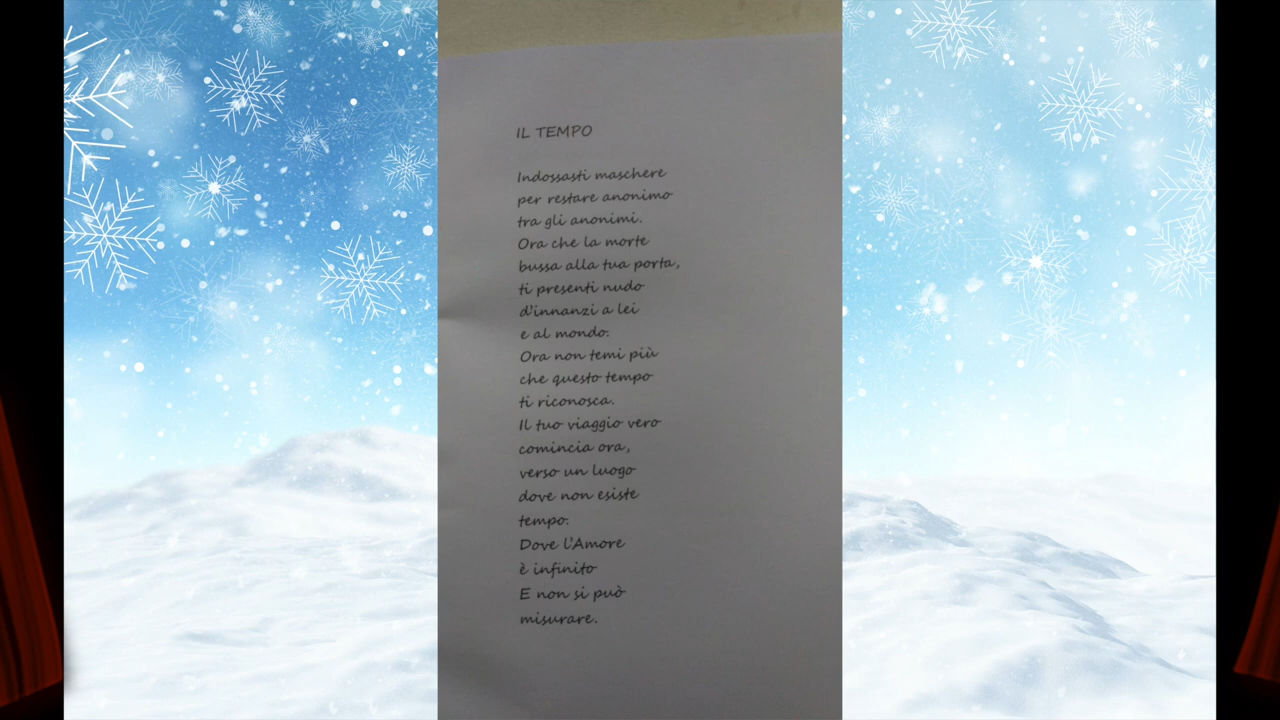 IL TEMPO
Indossasti maschere
per restare anonimo
tra gli anonimi.
Ora che la morte
bussa alla tua porta,
ti presenti nudo
d'innanzi a lei
e al mondo.
Ora non temi più
che questo tempo
ti riconosca.
Il tuo viaggio vero
comincia ora,
verso un luogo
dove non esiste
tempo.
Dove l'Amore
è infinito
E non si può
misurare.